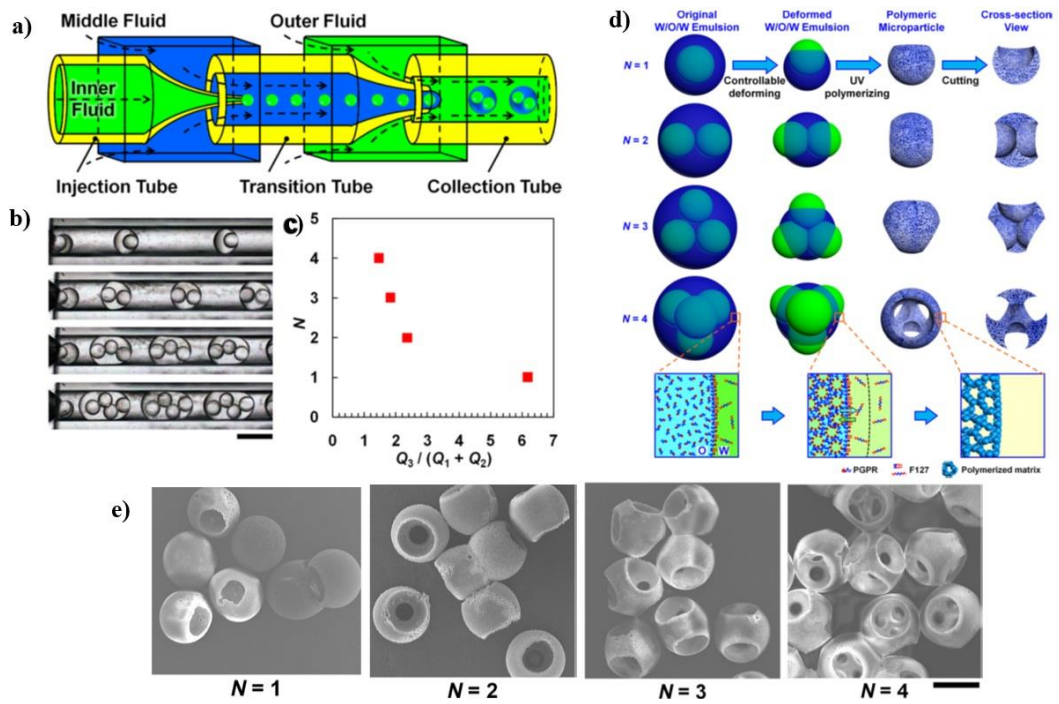 a)
Middle Fluid
Outer Fluid
Inner
Fluid
Injection Tube
Transition Tube
Collection Tube
b)
c)
5
4
3
2
1
0
N
0 1 2 3 4 5 6 7
Q3 / (Q1 + Q2)
d)
Original
W/O/W Emulsion
Deformed
W/O/W Emulsion
Polymeric
Microparticle
Cross-section
View
N = 1
Controllable
deforming
UV
polymerizing
Cutting
N = 2
N = 3
N = 4
O W
PGPR
F127
Polymerized matrix
e)
N = 1
N = 2
N = 3
N = 4